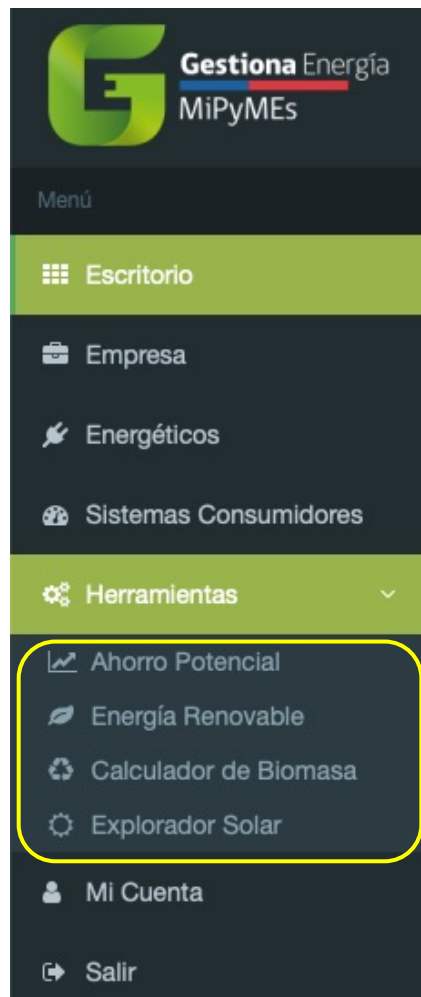 Gestiona Energía
MiPyMEs
Menú
Escritorio
Empresa
Energéticos
Sistemas Consumidores
Herramientas
Ahorro Potencial
Energía Renovable
Calculador de Biomasa
Explorador Solar
Mi Cuenta
Salir